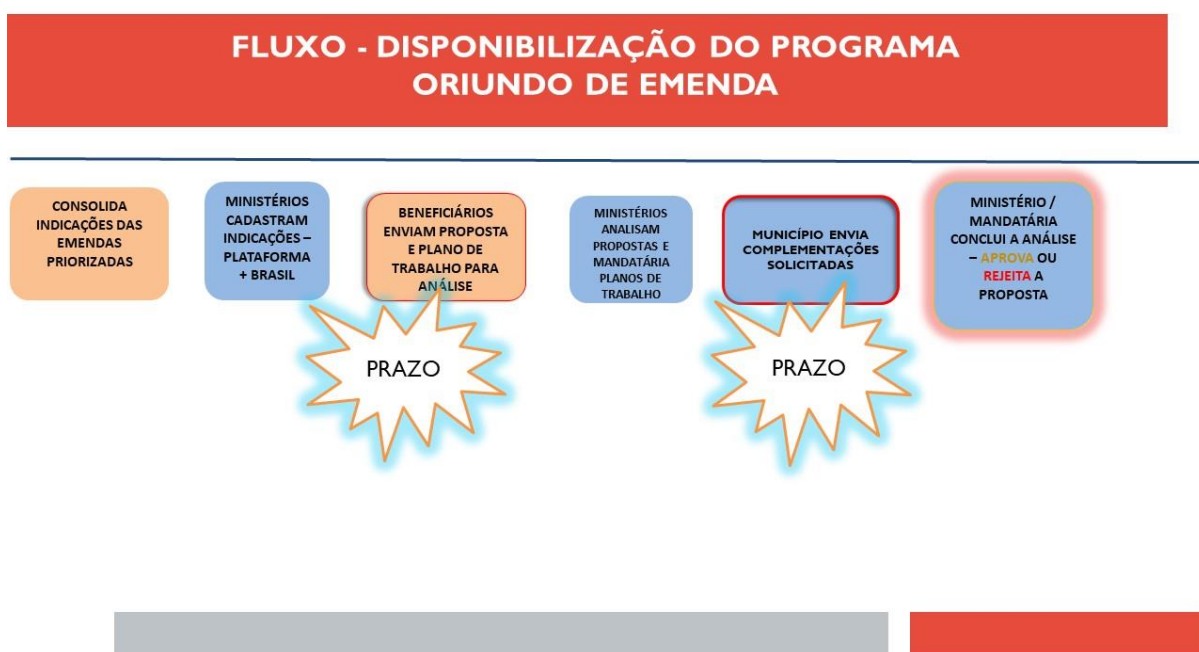 FLUXO - DISPONIBILIZAÇÃO DO PROGRAMA
ORIUNDO DE EMENDA
CONSOLIDA
INDICAÇÕES DAS
EMENDAS
PRIORIZADAS
MINISTÉRIOS
CADASTRAM
INDICAÇÕES –
PLATAFORMA
+ BRASIL
BENEFICIÁRIOS
ENVIAM PROPOSTA
E PLANO DE
TRABALHO PARA
ANÁLISE
PRAZO
MINISTÉRIOS
ANALISAM
PROPOSTAS E
MANDATÁRIA
PLANOS DE
TRABALHO
MUNICÍPIO ENVIA
COMPLEMENTAÇÕES
SOLICITADAS
PRAZO
MINISTÉRIO /
MANDATÁRIA
CONCLUI A ANÁLISE
– APROVA OU
REJEITA A
PROPOSTA